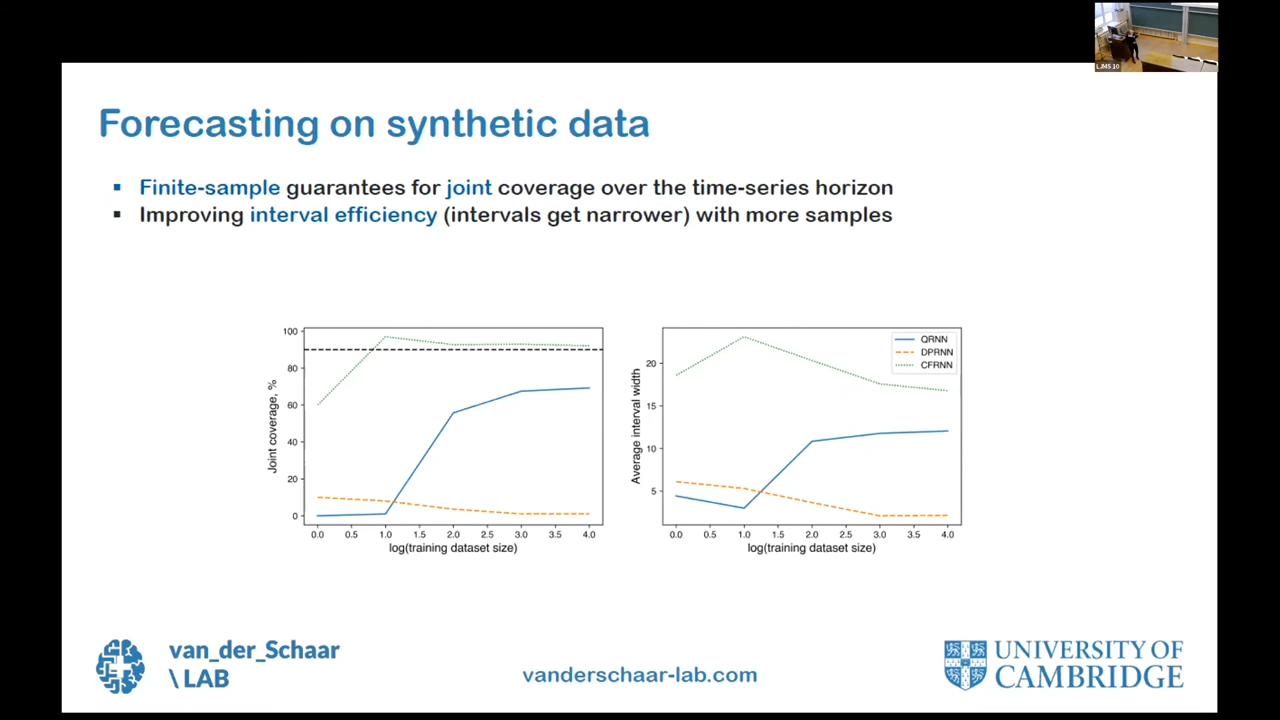 LJMS 10
Forecasting on synthetic data
▪ Finite-sample guarantees for joint coverage over the time-series horizon
▪ Improving interval efficiency (intervals get narrower) with more samples
100
80
60
40
20
0
Joint coverage, %
0.0 0.5 1.0 1.5 2.0 2.5 3.0 3.5 4.0
log(training dataset size)
20
15
10
5
Average interval width
QRNN
DPRNN
CFRNN
0.0 0.5 1.0 1.5 2.0 2.5 3.0 3.5 4.0
log(training dataset size)
van_der_Schaar
\ LAB
vanderschaar-lab.com
UNIVERSITY OF
CAMBRIDGE